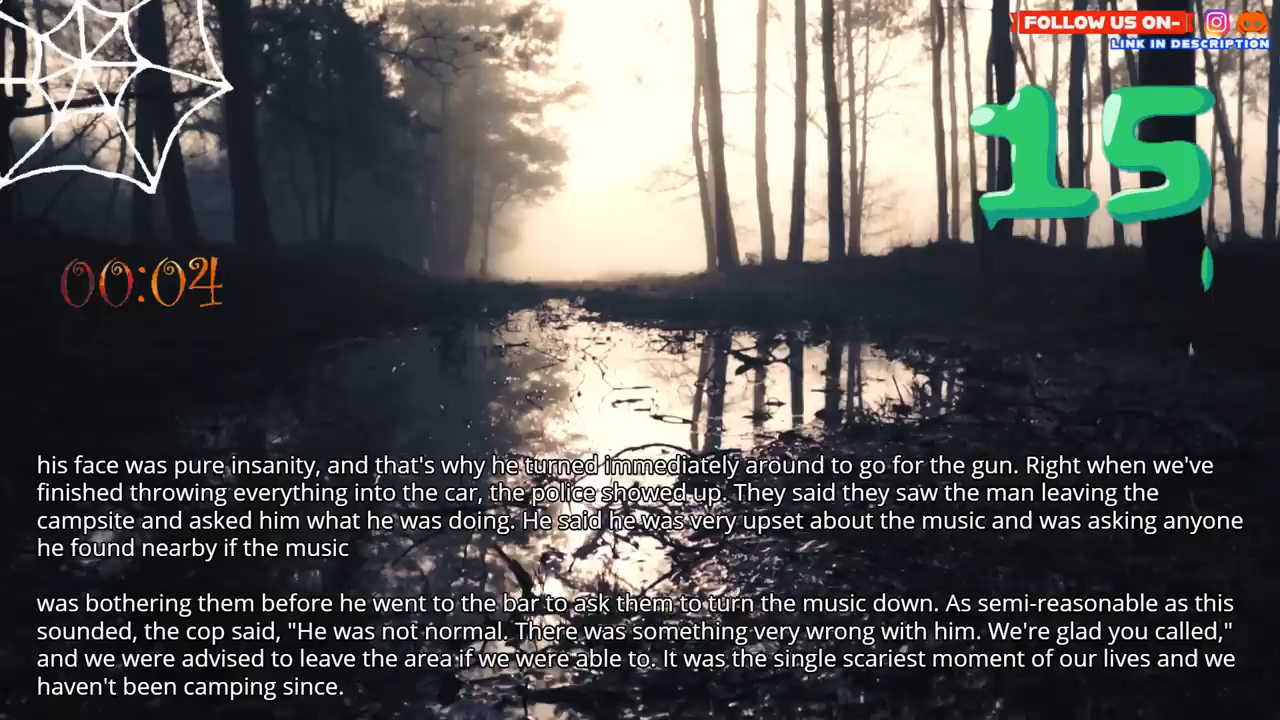 FOLLOW US ON-
LINK IN DESCRIPTION
15
00:04
his face was pure insanity, and that's why he turned immediately around to go for the gun. Right when we've
finished throwing everything into the car, the police showed up. They said they saw the man leaving the
campsite and asked him what he was doing. He said he was very upset about the music and was asking anyone
he found nearby if the music
was bothering them before he went to the bar to ask them to turn the music down. As semi-reasonable as this
sounded, the cop said, "He was not normal. There was something very wrong with him. We're glad you called,"
and we were advised to leave the area if we were able to. It was the single scariest moment of our lives and we
haven't been camping since.